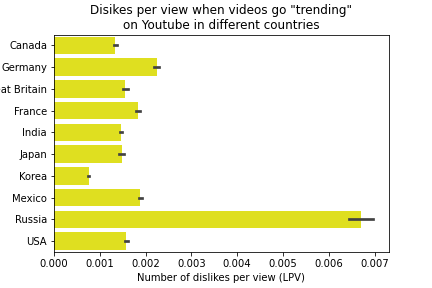 Disikes per view when videos go "trending"
on Youtube in different countries
Canada
Germany
at Britain
France
India
Japan
Korea
Mexico
Russia
USA
0.000 0.001 0.002 0.003 0.004 0.005 0.006 0.007
Number of dislikes per view (LPV)